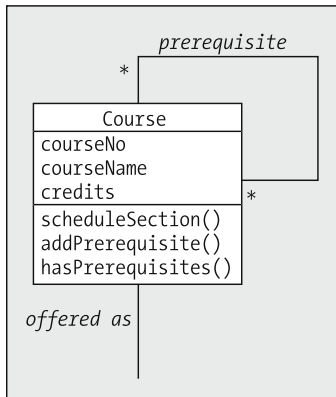 prerequisite
*
Course
courseNo
courseName
credits
*
scheduleSection()
addPrerequisite()
hasPrerequisites()
offered as